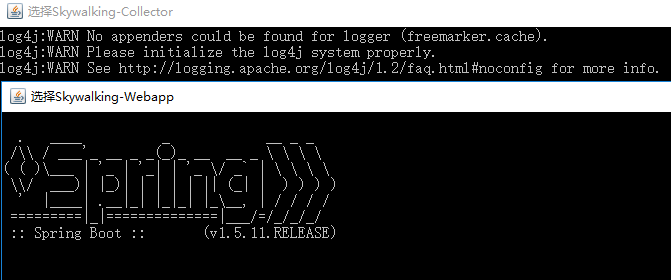 选择Skywalking-Collector
log4j:WARN No appenders could be found for logger (freemarker.cache).
log4j:WARN Please initialize the log4j system properly.
log4j:WARN See http://logging.apache.org/log4j/1.2/faq.html#noconfig for more info.
选择Skywalking-Webapp
Spring
:: Spring Boot :: (v1.5.11.RELEASE)